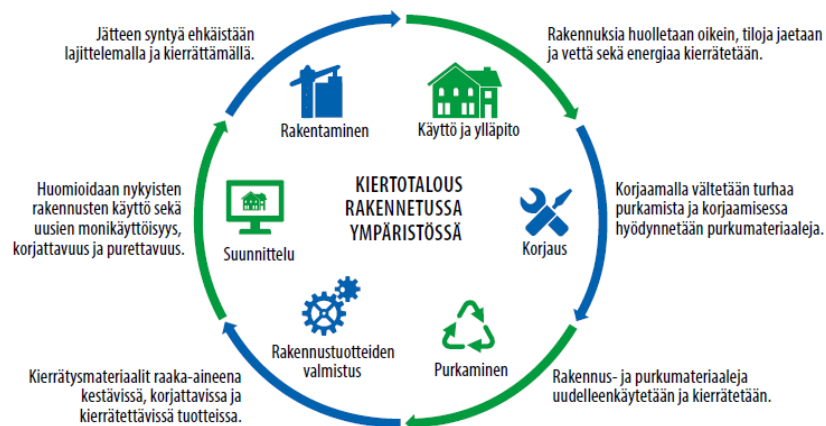 Jätteen syntyä ehkäistään
lajittelemalla ja kierrättämällä.
Rakennuksia huolletaan oikein, tiloja jaetaan
ja vettä sekä energiaa kierrätetään.
Rakentaminen
Käyttö ja ylläpito
Huomioidaan nykyisten
rakennusten käyttö sekä
uusien monikäyttöisyys,
korjattavuus ja purettavuus.
Suunnittelu
KIERTOTALOUS
RAKENNETUSSA
YMPÄRISTÖSSÄ
Korjaus
Korjaamalla vältetään turhaa
purkamista ja korjaamisessa
hyödynnetään purkumateriaaleja.
Rakennustuotteiden
valmistus
Purkaminen
Kierrätysmateriaalit raaka-aineena
kestävissä, korjattavissa ja
kierrätettävissä tuotteissa.
Rakennus- ja purkumateriaaleja
uudelleenkäytetään ja kierrätetään.